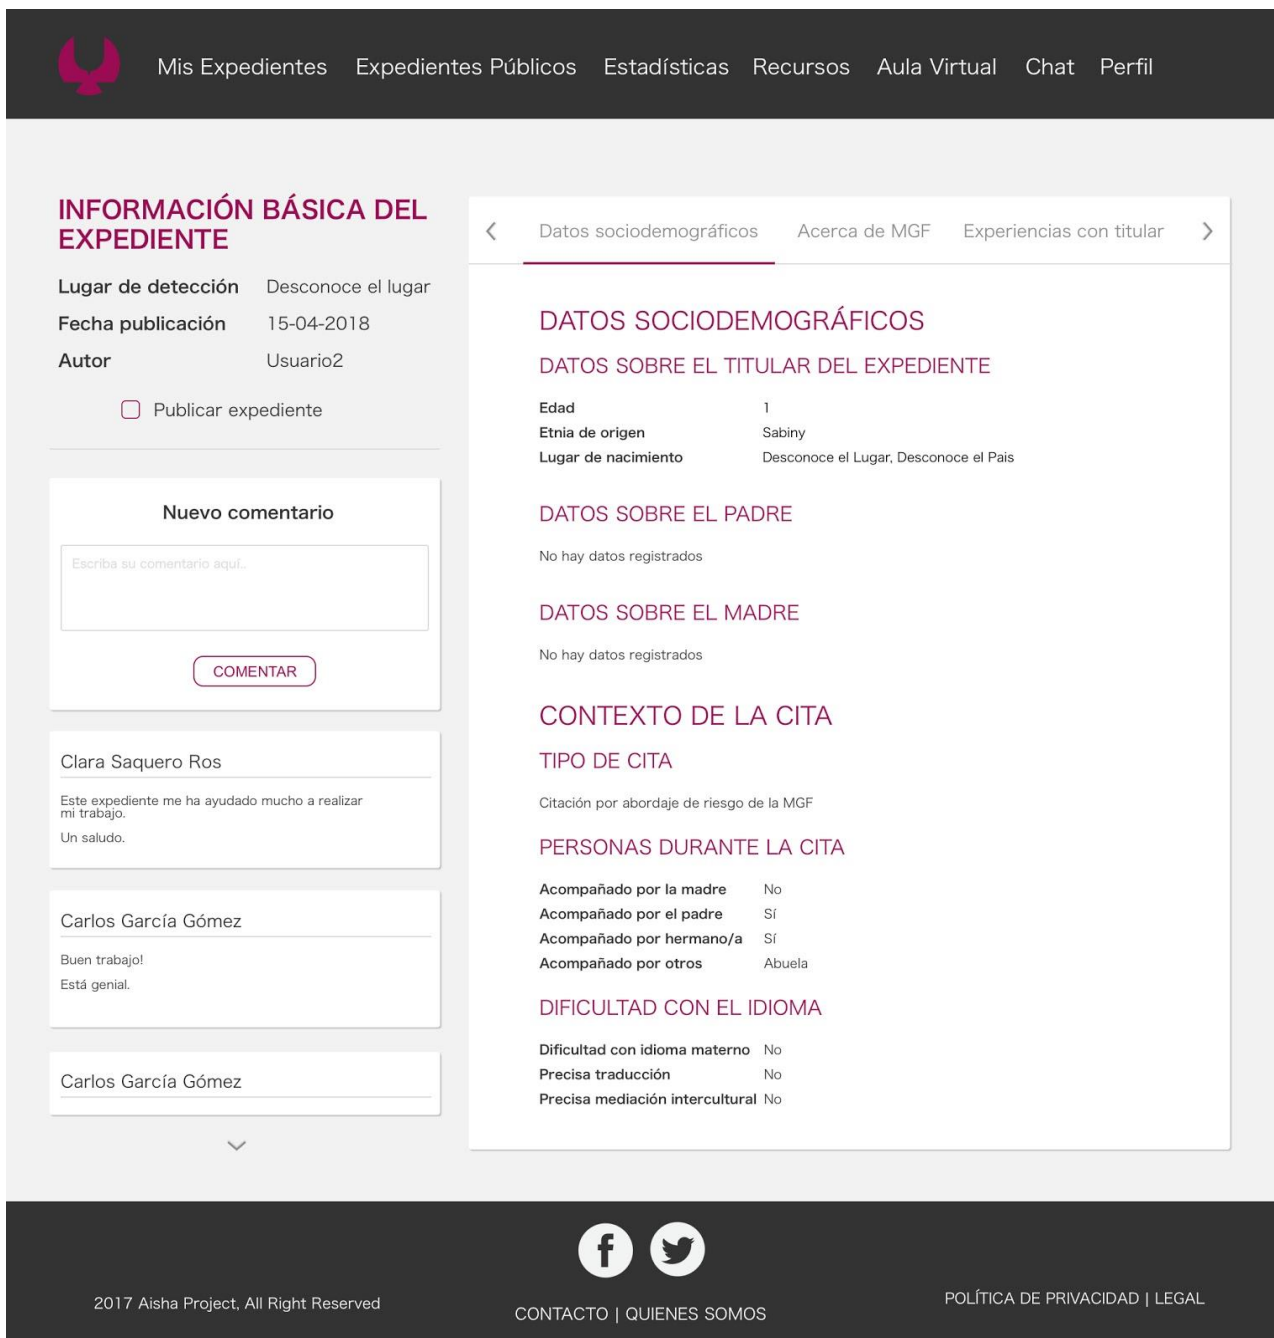 Mis Expedientes Expedientes Públicos Estadísticas Recursos Aula Virtual Chat Perfil
INFORMACIÓN BÁSICA DEL
EXPEDIENTE
Lugar de detección Desconoce el lugar
Fecha publicación 15-04-2018
Autor Usuario2
Publicar expediente
Nuevo comentario
Escriba su comentario aquí..
COMENTAR
Clara Saquero Ros
Este expediente me ha ayudado mucho a realizar
mi trabajo.
Un saludo.
Carlos García Gómez
Buen trabajo!
Está genial.
Carlos García Gómez
Datos sociodemográficos Acerca de MGF Experiencias con titular
DATOS SOCIODEMOGRÁFICOS
DATOS SOBRE EL TITULAR DEL EXPEDIENTE
Edad 1
Etnia de origen Sabiny
Lugar de nacimiento Desconoce el Lugar, Desconoce el Pais
DATOS SOBRE EL PADRE
No hay datos registrados
DATOS SOBRE EL MADRE
No hay datos registrados
CONTEXTO DE LA CITA
TIPO DE CITA
Citación por abordaje de riesgo de la MGF
PERSONAS DURANTE LA CITA
Acompañado por la madre No
Acompañado por el padre Sí
Acompañado por hermano/a Sí
Acompañado por otros Abuela
DIFICULTAD CON EL IDIOMA
Dificultad con idioma materno No
Precisa traducción No
Precisa mediación intercultural No
2017 Aisha Project, All Right Reserved
CONTACTO | QUIENES SOMOS
POLÍTICA DE PRIVACIDAD | LEGAL